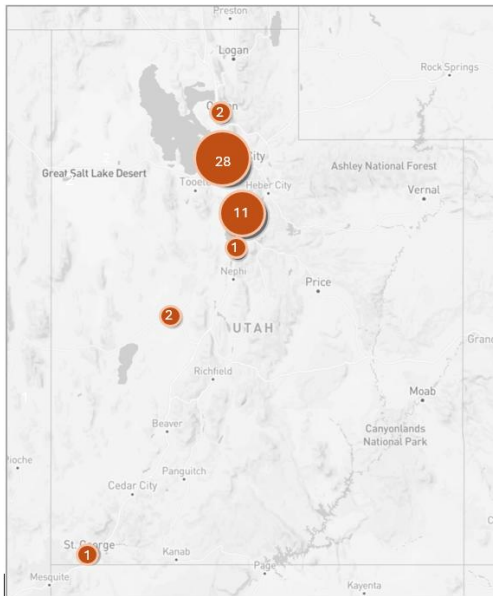 Preston
Logan
Rock Springs
2
28
City
Great Salt Lake Desert
Ashley National Forest
Tooele
Heber City
Vernal
11
1
Nephi
Price
2
UTAH
Richfield
Moab
Beaver
Canyonlands
National Park
Panguitch
Cedar City
St. George
1
Kanab
Page
Mesquite
Kayenta